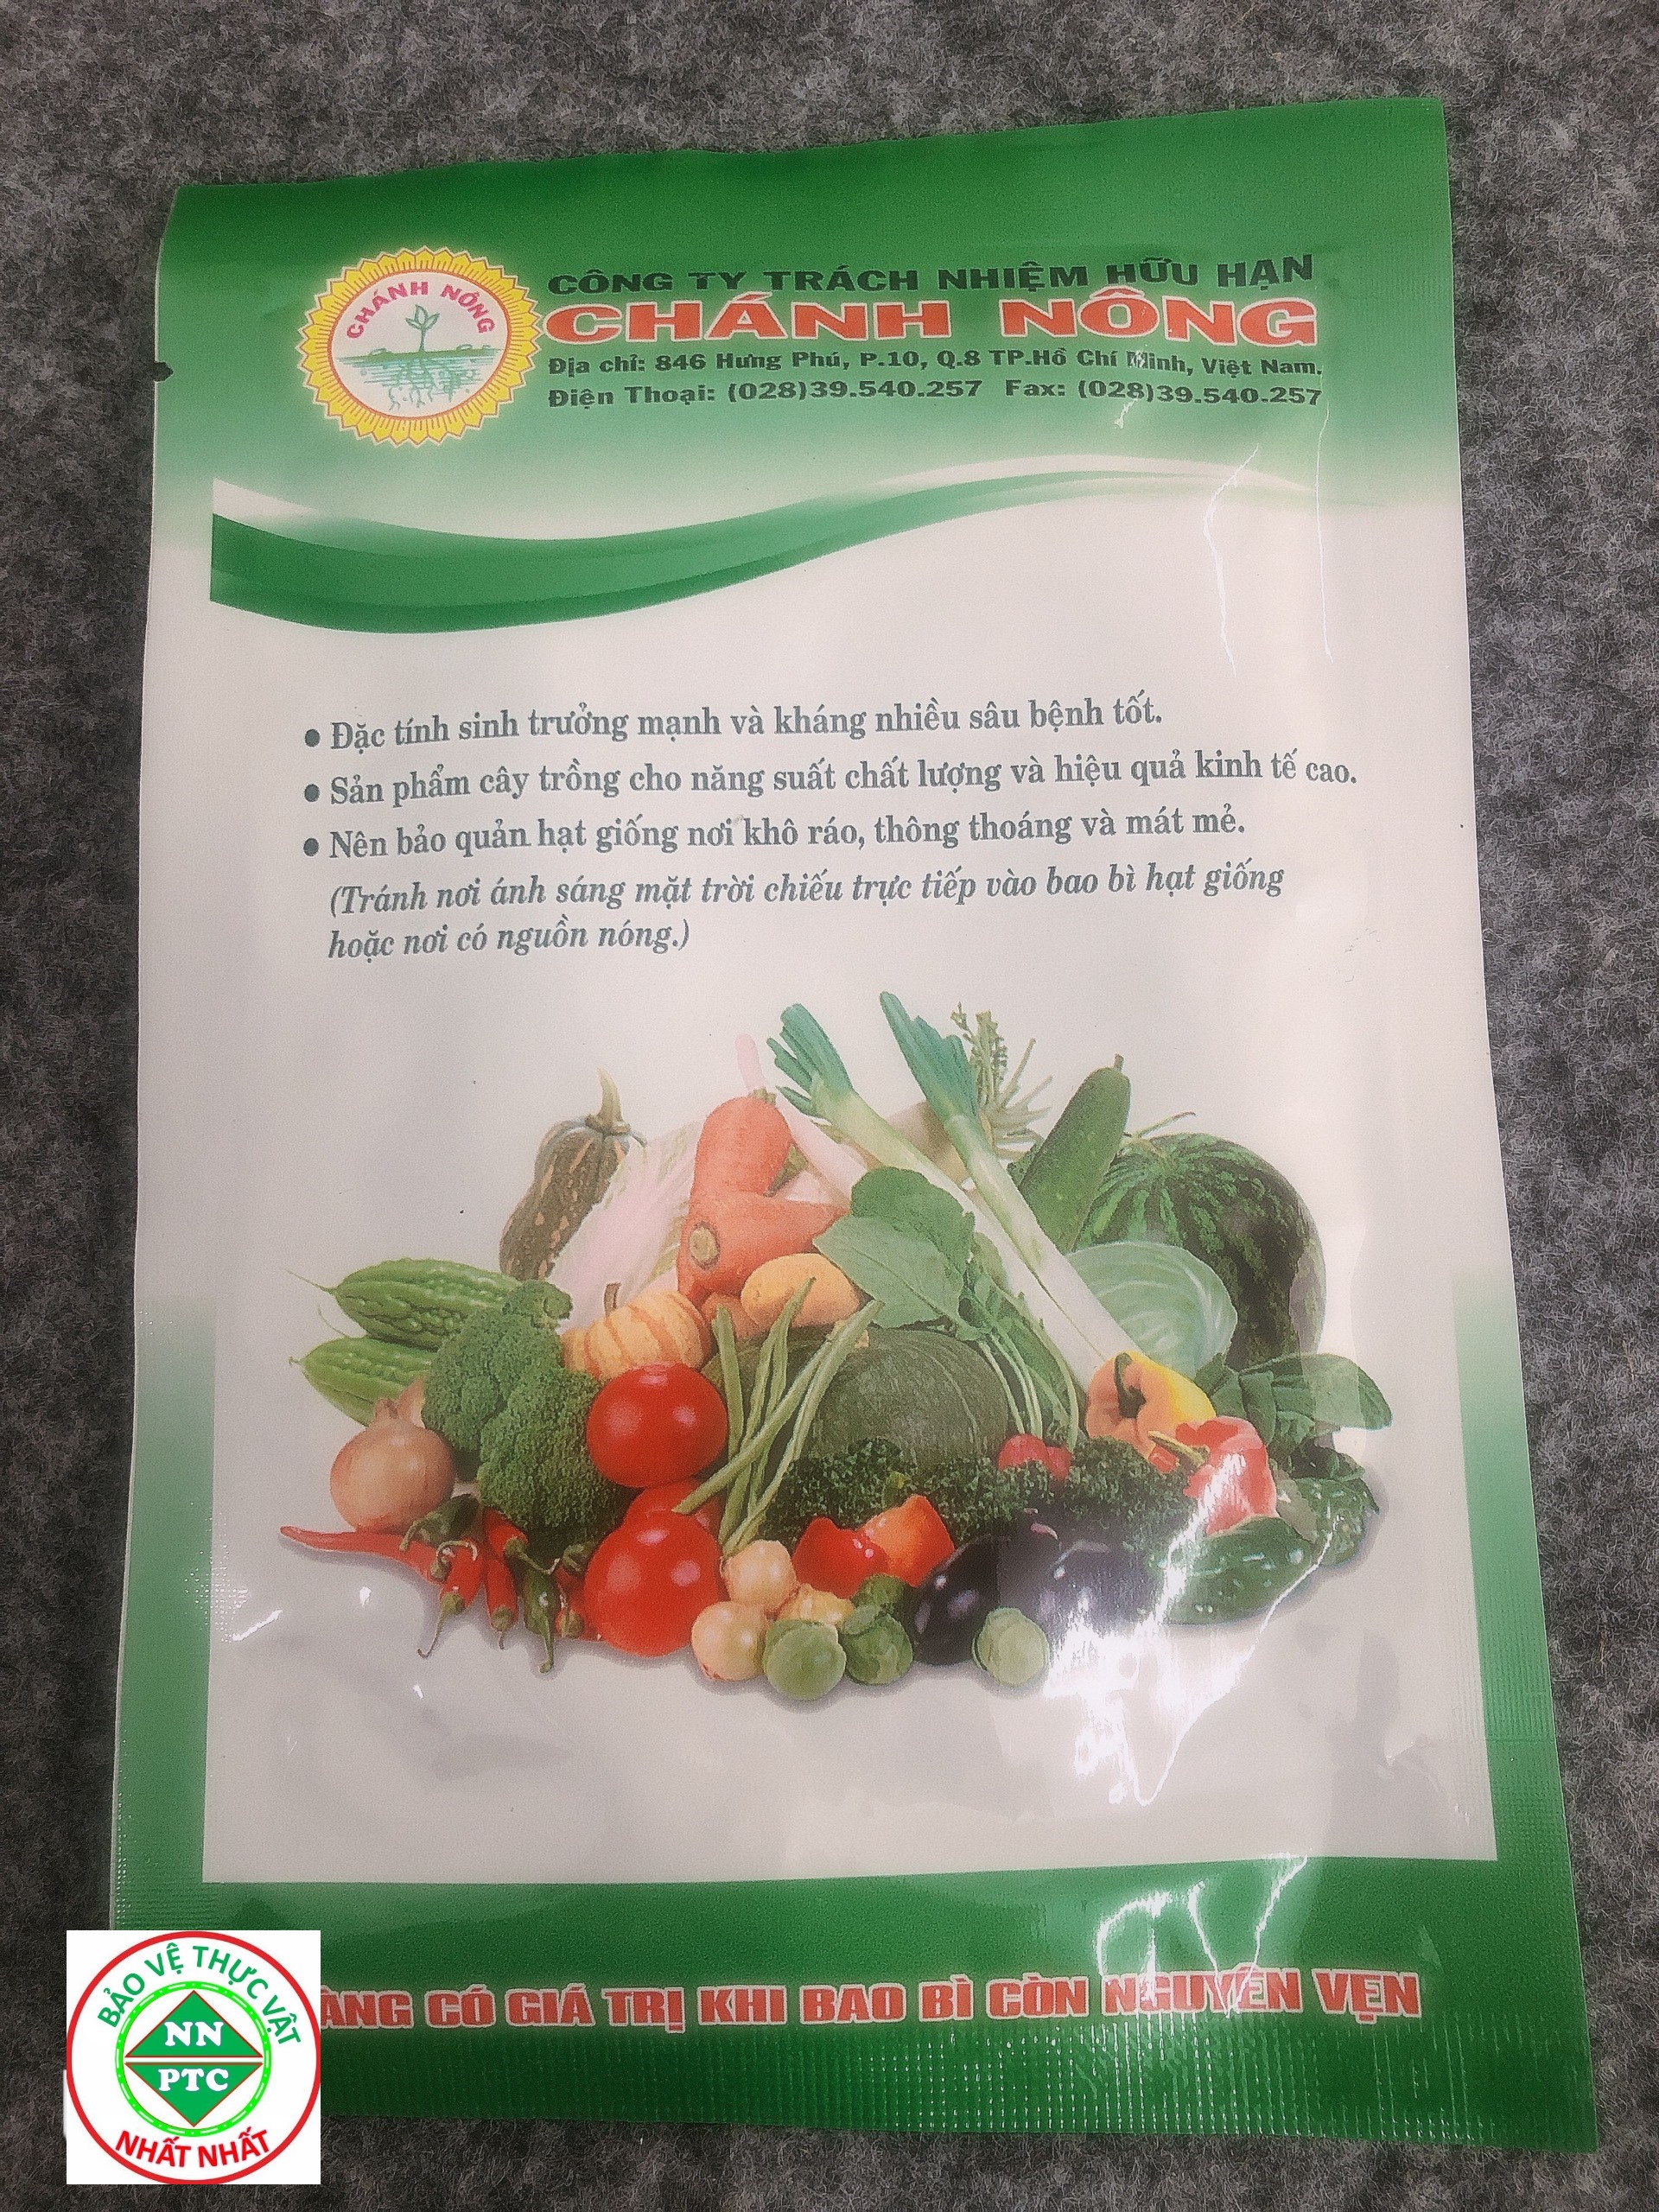 CHÁNH NÔNG
CÔNG TY TRÁCH NHIỆM HỮU HẠN
CHÁNH NÔNG
Địa chỉ: 846 Hưng Phú, P.10, Q.8 TP.Hồ Chí Minh, Việt Nam.
Điện Thoại: (028)39.540.257 Fax: (028)39.540.257
• Đặc tính sinh trưởng mạnh và kháng nhiều sâu bệnh tốt.
• Sản phẩm cây trồng cho năng suất chất lượng và hiệu quả kinh tế cao.
• Nên bảo quản hạt giống nơi khô ráo, thông thoáng và mát mẻ.
(Tránh nơi ánh sáng mặt trời chiếu trực tiếp vào bao bì hạt giống
hoặc nơi có nguồn nóng.)
CÓ GIÁ TRỊ KHI BAO BÌ CÒN NGUYÊN VẸN
BẢO VỆ THỰC VẬT
NN
PTC
NHẤT NHẤT